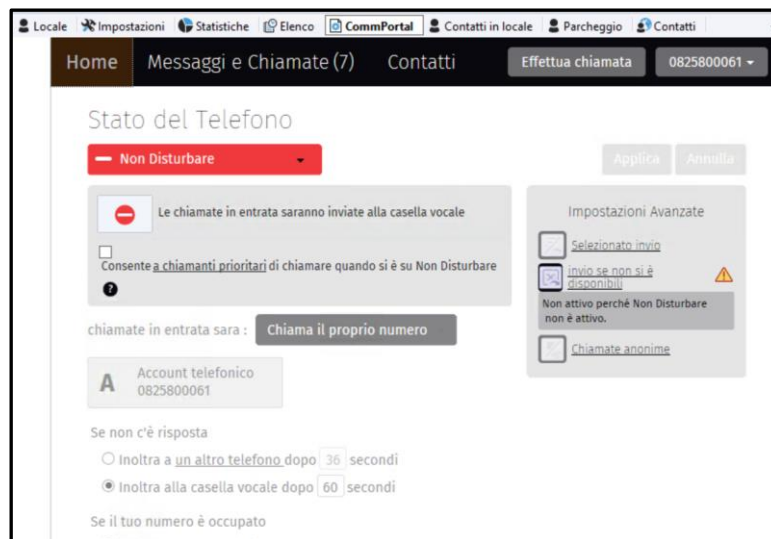 Locale Impostazioni Statistiche Elenco CommPortal Contatti in locale Parcheggio Contatti
Home Messaggi e Chiamate (7) Contatti Effettua chiamata 0825800061
Stato del Telefono
Non Disturbare Applica Annulla
Le chiamate in entrata saranno inviate alla casella vocale
Consente a chiamanti prioritari di chiamare quando si è su Non Disturbare
?
Impostazioni Avanzate
Selezionato invio
invio se non si è
disponibili
Non attivo perché Non Disturbare
non è attivo.
Chiamate anonime
chiamate in entrata sara : Chiama il proprio numero
A
Account telefonico
0825800061
Se non c'è risposta
Inoltra a un altro telefono dopo 36 secondi
Inoltra alla casella vocale dopo 60 secondi
Se il tuo numero è occupato